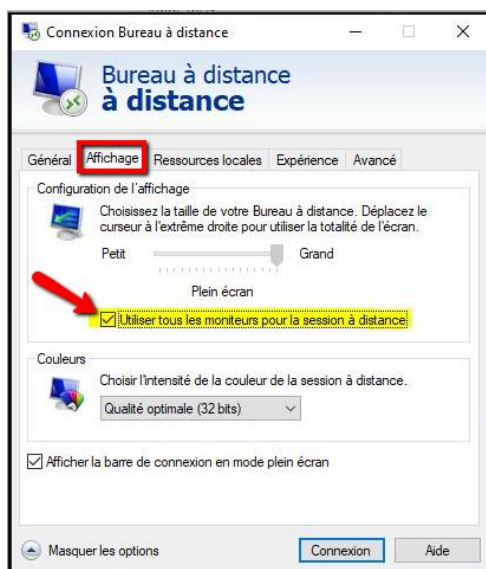 Connexion Bureau à distance
Bureau à distance
à distance
Général Affichage Ressources locales Expérience Avancé
Configuration de l'affichage
Choisissez la taille de votre Bureau à distance. Déplacez le
curseur à l'extrême droite pour utiliser la totalité de l'écran.
Petit Grand
Plein écran
Utiliser tous les moniteurs pour la session à distance
Couleurs
Choisir l'intensité de la couleur de la session à distance.
Qualité optimale (32 bits)
Afficher la barre de connexion en mode plein écran
Masquer les options Connexion Aide